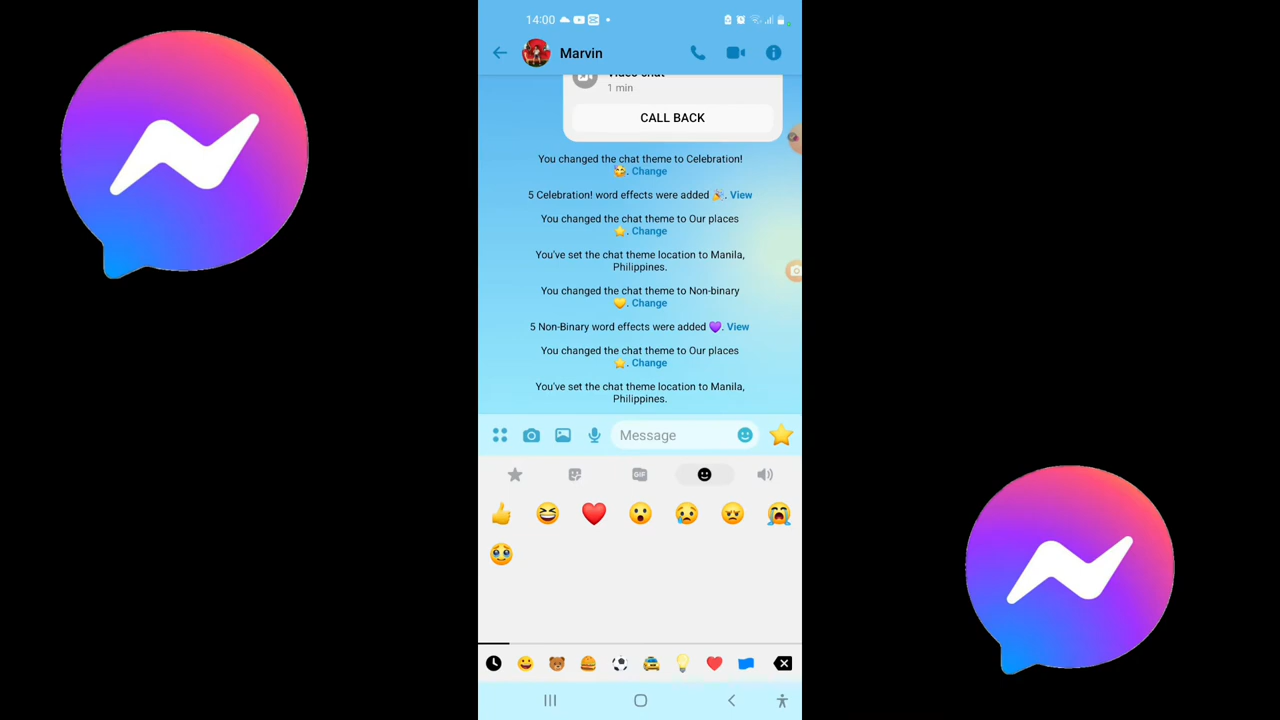 14:00
Marvin
Video chat
1 min
CALL BACK
You changed the chat theme to Celebration!
🥰. Change
5 Celebration! word effects were added 🎉. View
You changed the chat theme to Our places
⭐. Change
You've set the chat theme location to Manila,
Philippines.
You changed the chat theme to Non-binary
💛. Change
5 Non-Binary word effects were added 💜. View
You changed the chat theme to Our places
⭐. Change
You've set the chat theme location to Manila,
Philippines.
Message
GIF